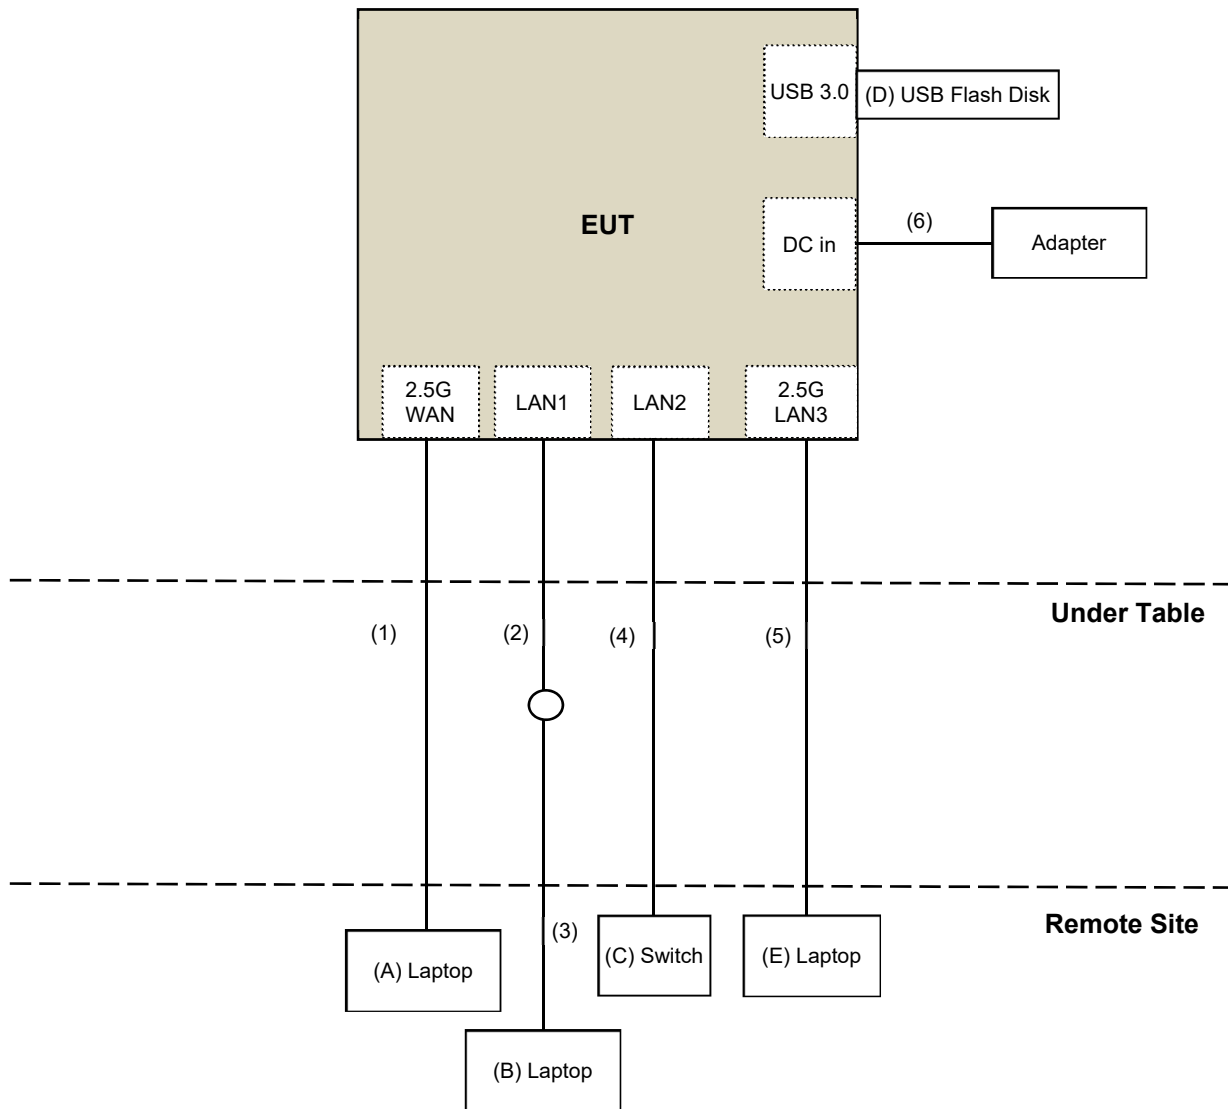 USB 3.0
(D) USB Flash Disk
EUT
(6)
DC in
Adapter
2.5G
WAN
LAN1
LAN2
2.5G
LAN3
Under Table
(1)
(2)
(4)
(5)
Remote Site
(3)
(A) Laptop
(C) Switch
(E) Laptop
(B) Laptop